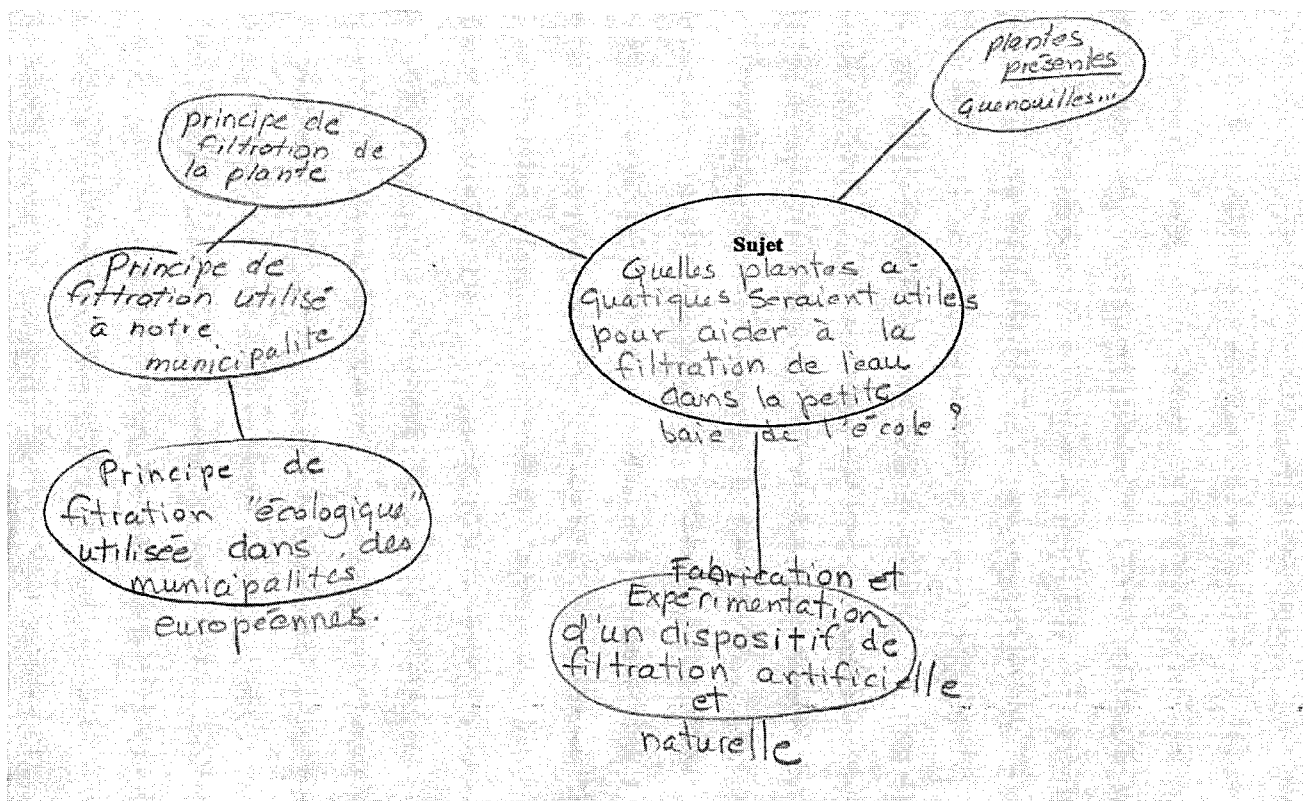 plantes
présentes
quenouilles...
principe de
filtration de
la plante
Sujet
Quelles plantes a-
quatiques seraient utiles
pour aider à la
filtration de l'eau
dans la petite
baie de l'école ?
Principe de
filtration utilisé
à notre
municipalité
Principe de
fitration "écologique"
utilisée dans des
municipalités
européennes.
Fabrication et
Expérimentation
d'un dispositif de
filtration artificielle
et
naturelle